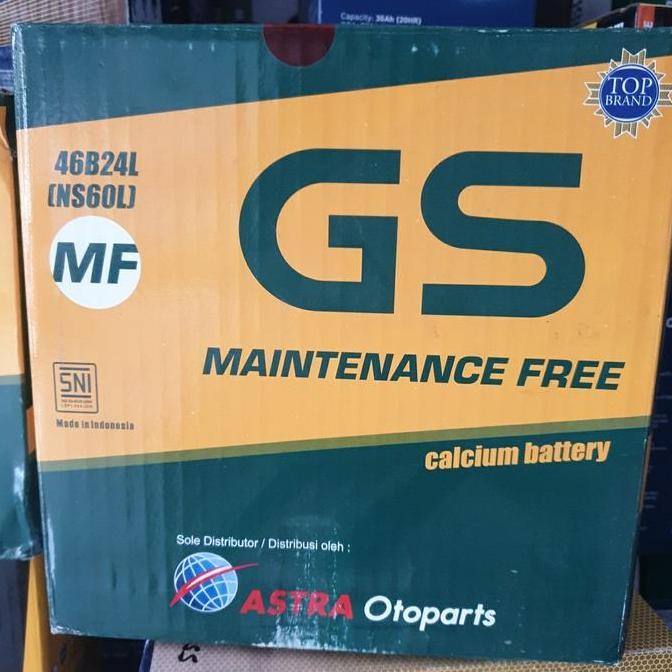 Capacity: 35Ah (20HR)
TOP
BRAND
46B24L
(NS60L)
MF
GS
MAINTENANCE FREE
SNI
Made in Indonesia
calcium battery
Sole Distributor / Distribusi oleh :
ASTRA Otoparts